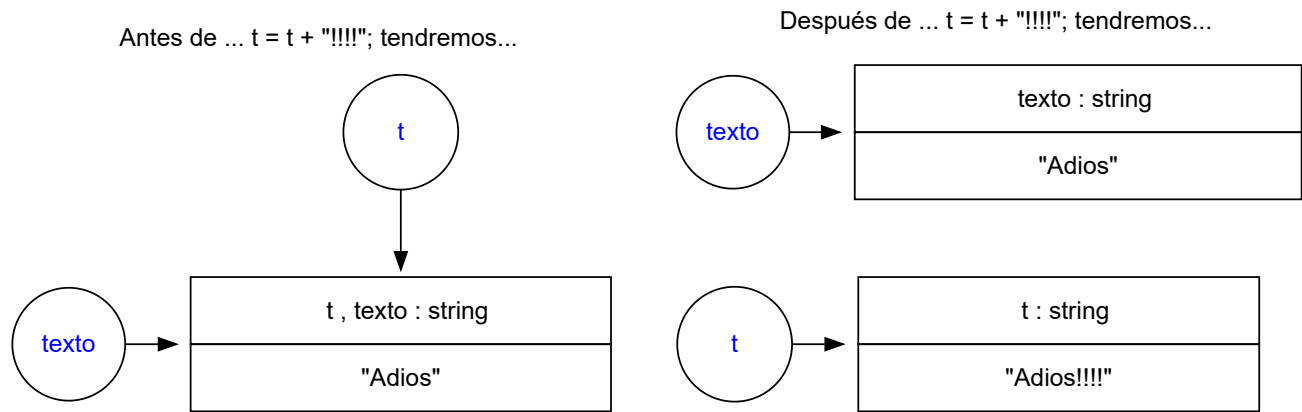 Antes de ... t = t + "!!!!"; tendremos...
t
texto
t , texto : string
"Adios"
Después de ... t = t + "!!!!"; tendremos...
texto
texto : string
"Adios"
t
t : string
"Adios!!!!"